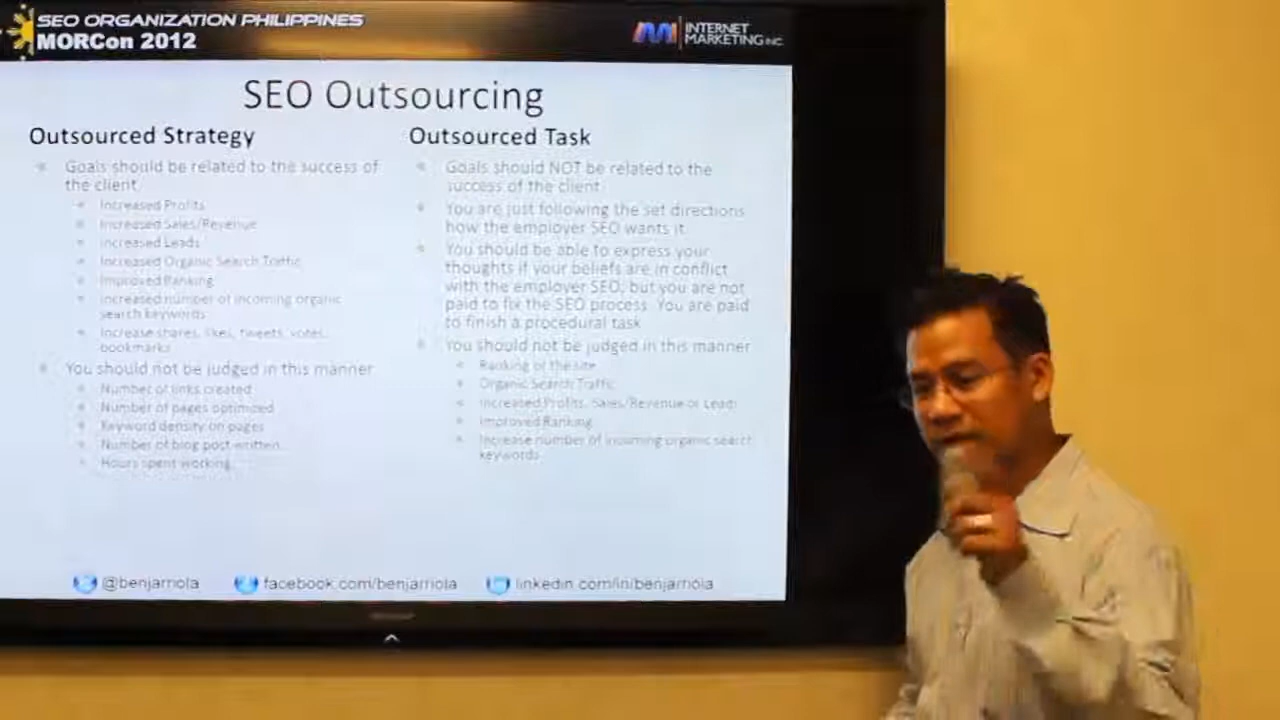 SEO ORGANIZATION PHILIPPINES
MORCon 2012
INTERNET
MARKETING INC.
SEO Outsourcing
Outsourced Strategy
Goals should be related to the success of
the client
Increased Profits
Increased Sales/Revenue
Increased Leads
Increased Organic Search Traffic
Improved Ranking
Increased number of incoming organic
search keywords
Increase shares, likes, tweets, votes,
bookmarks
You should not be judged in this manner
Number of links created
Number of pages optimized
Keyword density on pages
Number of blog post written
Hours spent working
Outsourced Task
Goals should NOT be related to the
success of the client
You are just following the set directions
how the employer SEO wants it
You should be able to express your
thoughts if your beliefs are in conflict
with the employer SEO, but you are not
paid to fix the SEO process. You are paid
to finish a procedural task
You should not be judged in this manner
Ranking of the site
Organic Search Traffic
Increased Profits, Sales/Revenue or Leads
Improved Ranking
Increase number of incoming organic search
keywords
@benjarriola
facebook.com/benjarriola
linkedin.com/in/benjarriola